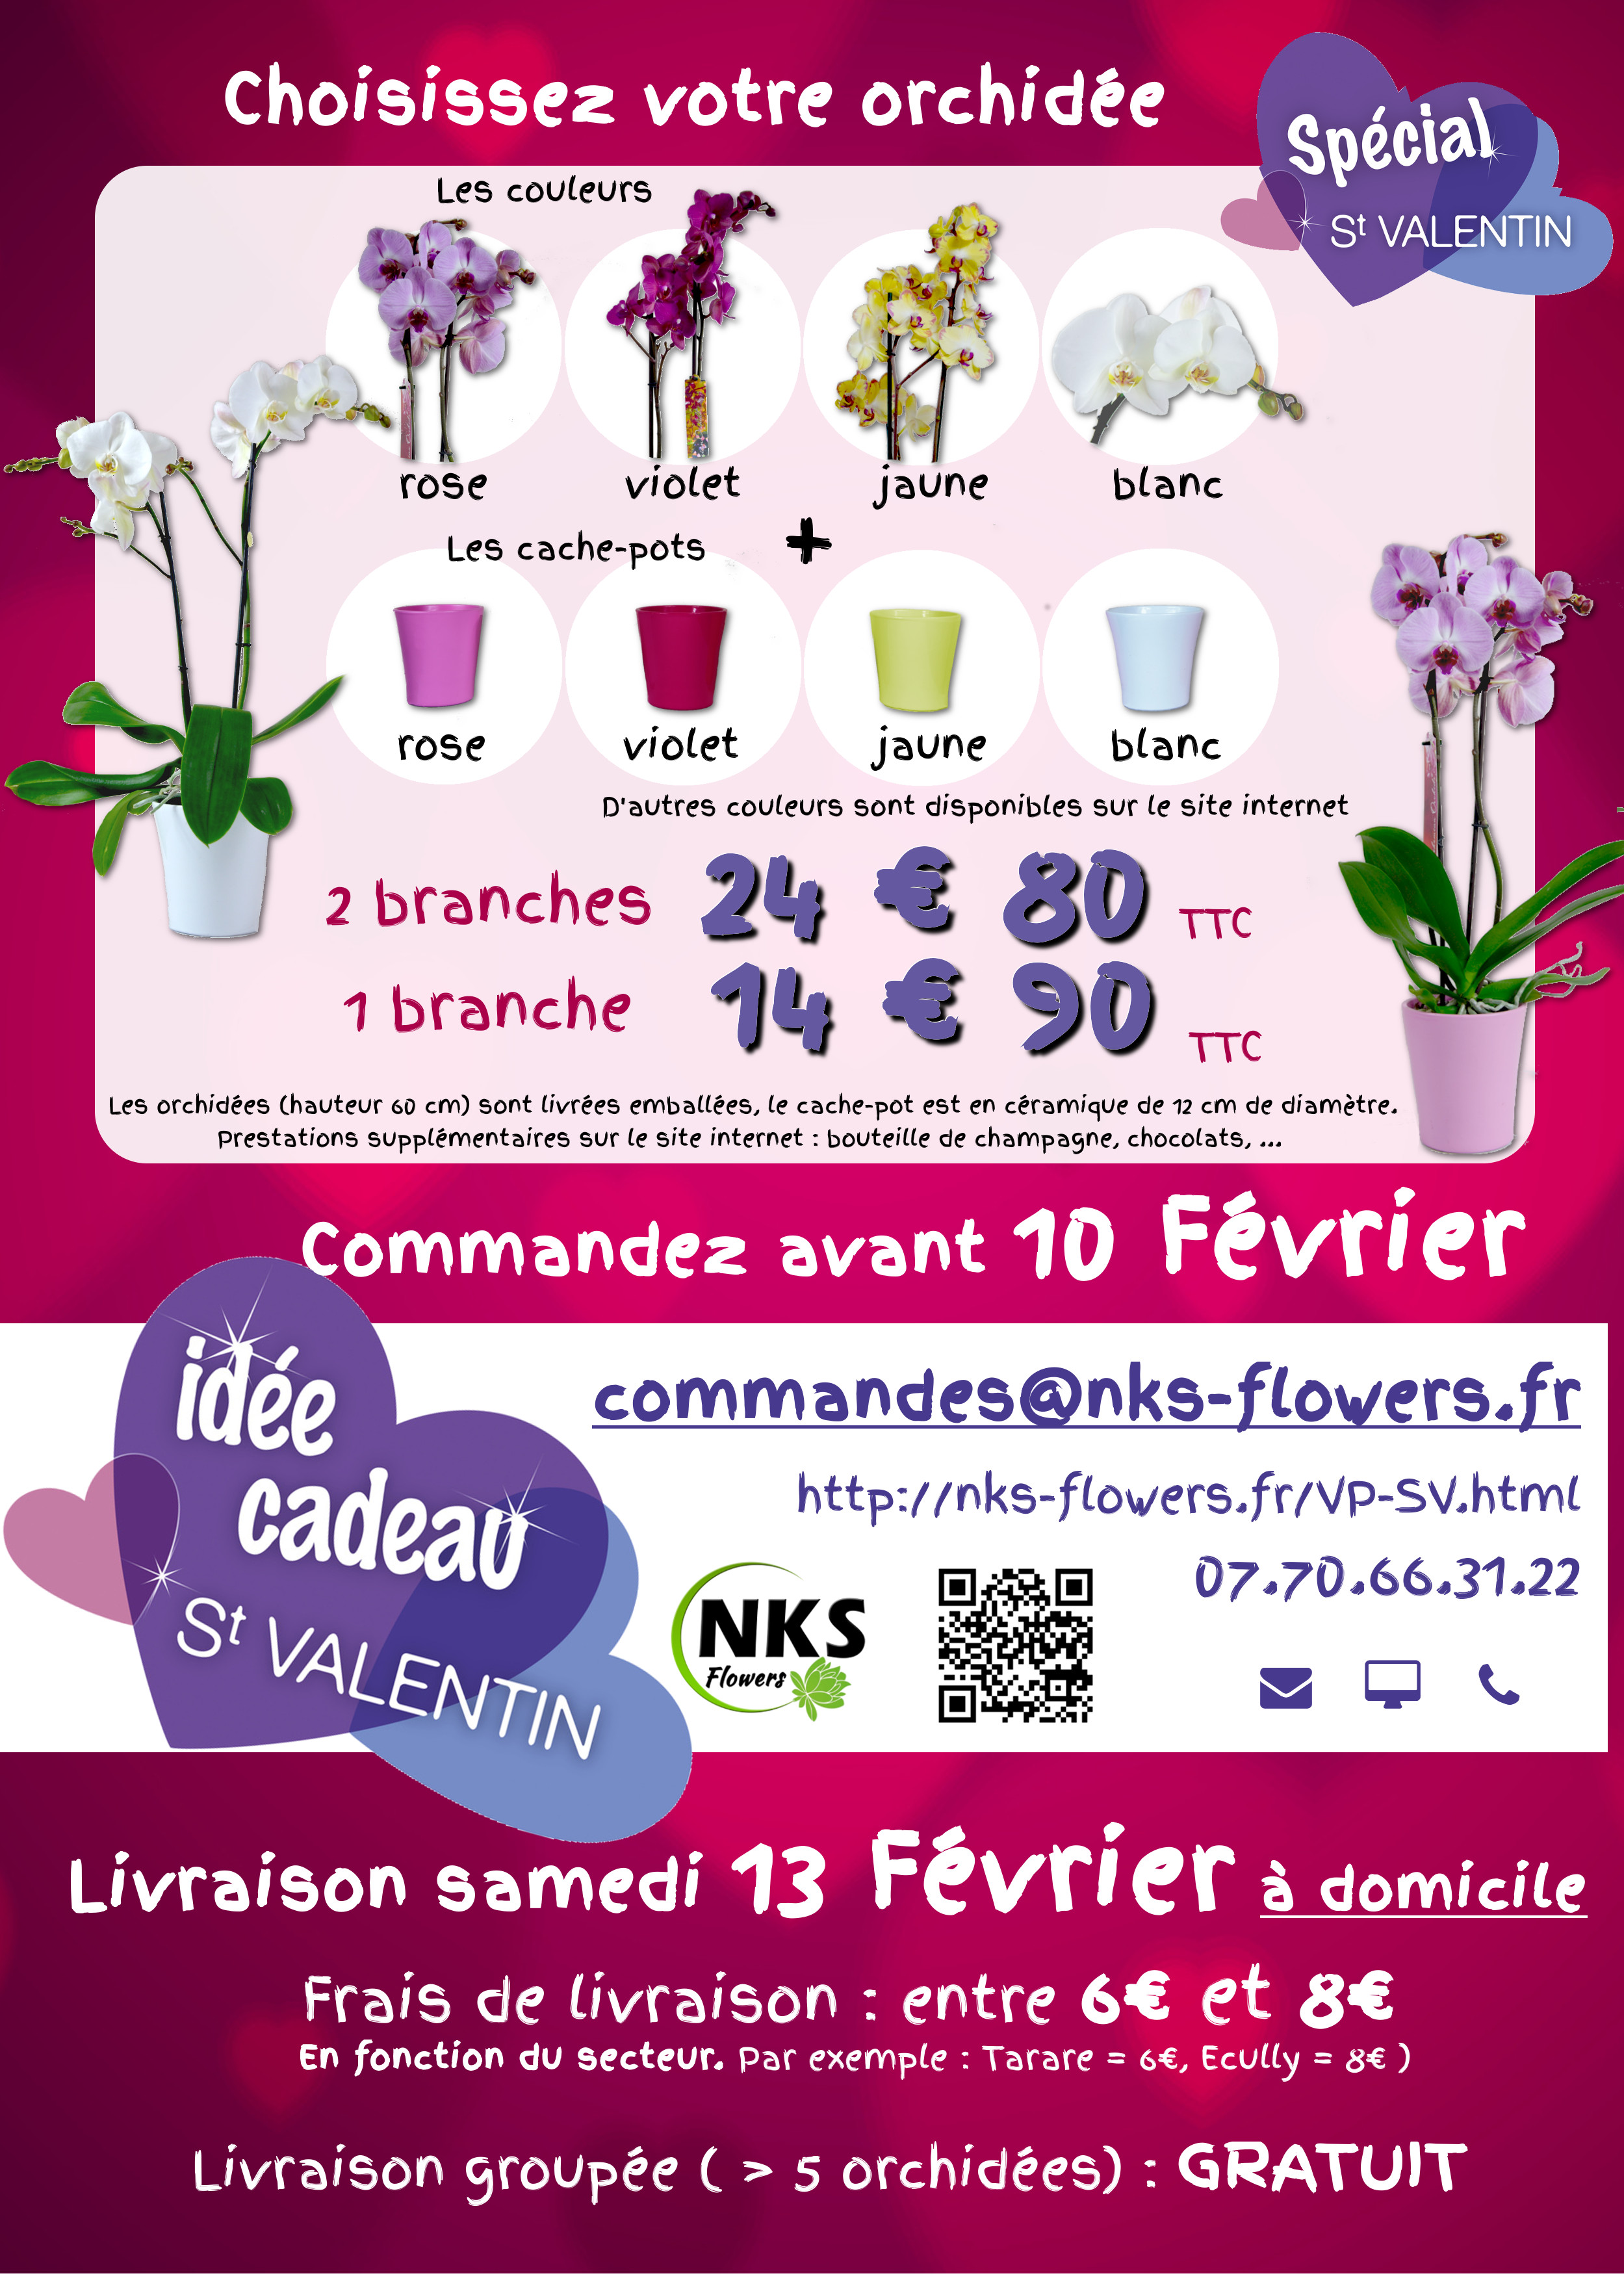 Choisissez votre orchidée
Spécial
St VALENTIN
Les couleurs
rose violet jaune blanc
Les cache-pots +
rose violet jaune blanc
D'autres couleurs sont disponibles sur le site internet
2 branches 24 € 80 TTC
1 branche 14 € 90 TTC
Les orchidées (hauteur 60 cm) sont livrées emballées, le cache-pot est en céramique de 12 cm de diamètre.
Prestations supplémentaires sur le site internet : bouteille de champagne, chocolats, ...
Commandez avant 10 Février
idée
cadeau
St VALENTIN
commandes@nks-flowers.fr
http://nks-flowers.fr/VP-SV.html
07.70.66.31.22
NKS
Flowers
Livraison samedi 13 Février à domicile
Frais de livraison : entre 6€ et 8€
En fonction du secteur. Par exemple : Tarare = 6€, Ecully = 8€ )
Livraison groupée ( > 5 orchidées) : GRATUIT